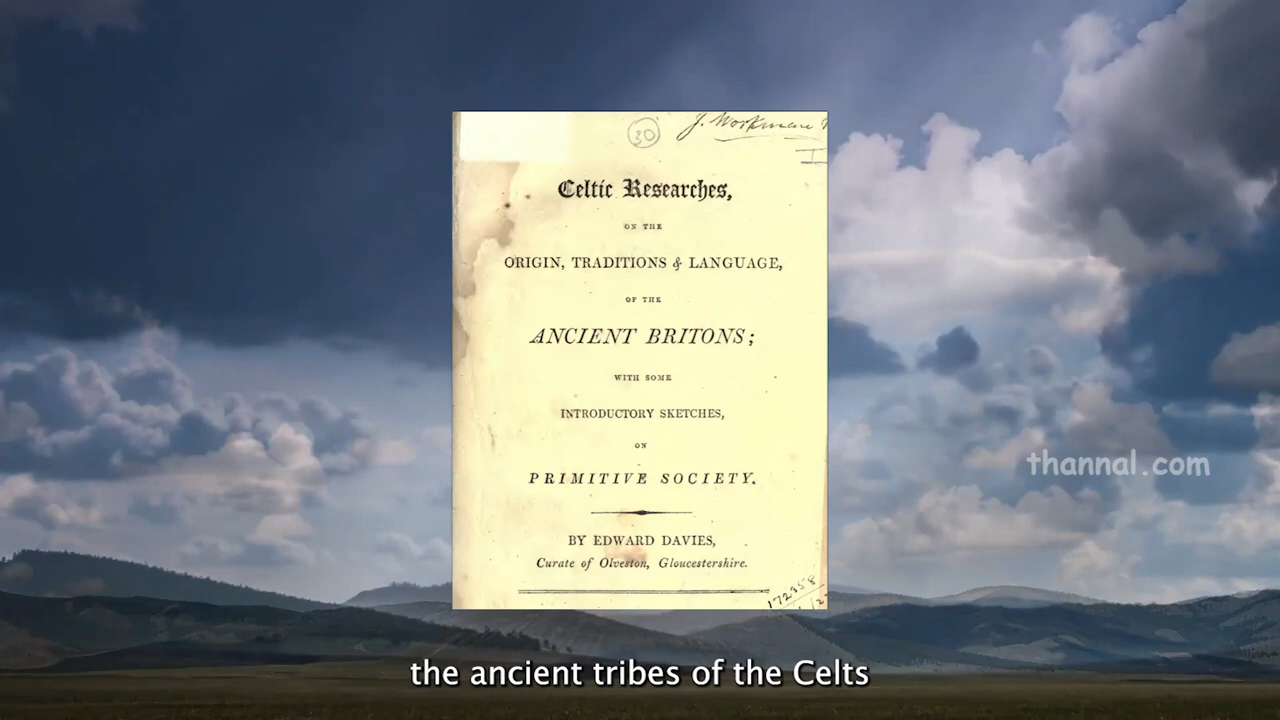 30
J. Workman
Celtic Researches,
ON THE
ORIGIN, TRADITIONS & LANGUAGE,
OF THE
ANCIENT BRITONS;
WITH SOME
INTRODUCTORY SKETCHES,
ON
PRIMITIVE SOCIETY.
BY EDWARD DAVIES,
Curate of Olveston, Gloucestershire.
thannal.com
the ancient tribes of the Celts